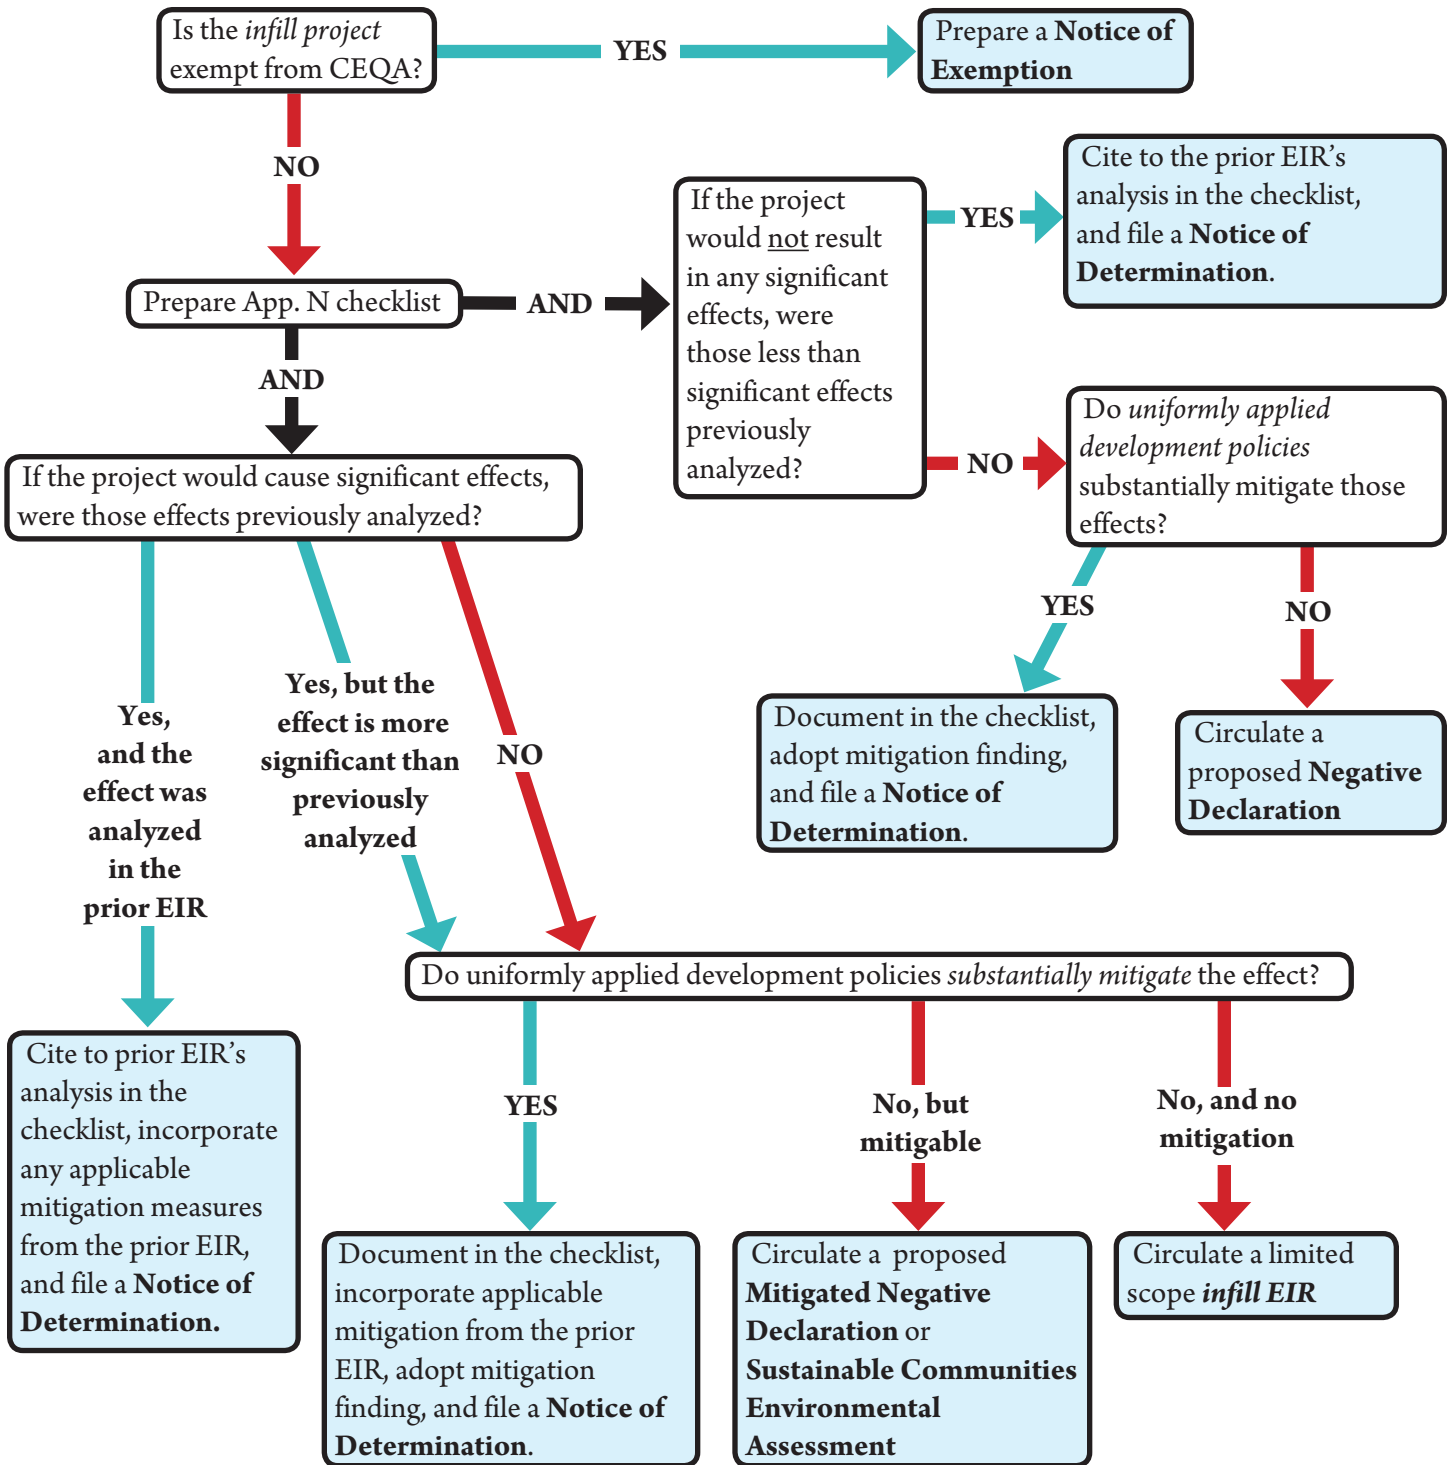 Is the infill project
exempt from CEQA?
YES
Prepare a Notice of
Exemption
NO
Prepare App. N checklist
AND
If the project
would not result
in any significant
effects, were
those less than
significant effects
previously
analyzed?
YES
Cite to the prior EIR’s
analysis in the checklist,
and file a Notice of
Determination.
NO
Do uniformly applied
development policies
substantially mitigate those
effects?
YES
Document in the checklist,
adopt mitigation finding,
and file a Notice of
Determination.
NO
Circulate a
proposed Negative
Declaration
AND
If the project would cause significant effects,
were those effects previously analyzed?
Yes,
and the
effect was
analyzed
in the
prior EIR
Cite to prior EIR’s
analysis in the
checklist, incorporate
any applicable
mitigation measures
from the prior EIR,
and file a Notice of
Determination.
Yes, but the
effect is more
significant than
previously
analyzed
NO
Do uniformly applied development policies substantially mitigate the effect?
YES
Document in the checklist,
incorporate applicable
mitigation from the prior
EIR, adopt mitigation
finding, and file a Notice of
Determination.
No, but
mitigable
Circulate a proposed
Mitigated Negative
Declaration or
Sustainable Communities
Environmental
Assessment
No, and no
mitigation
Circulate a limited
scope infill EIR